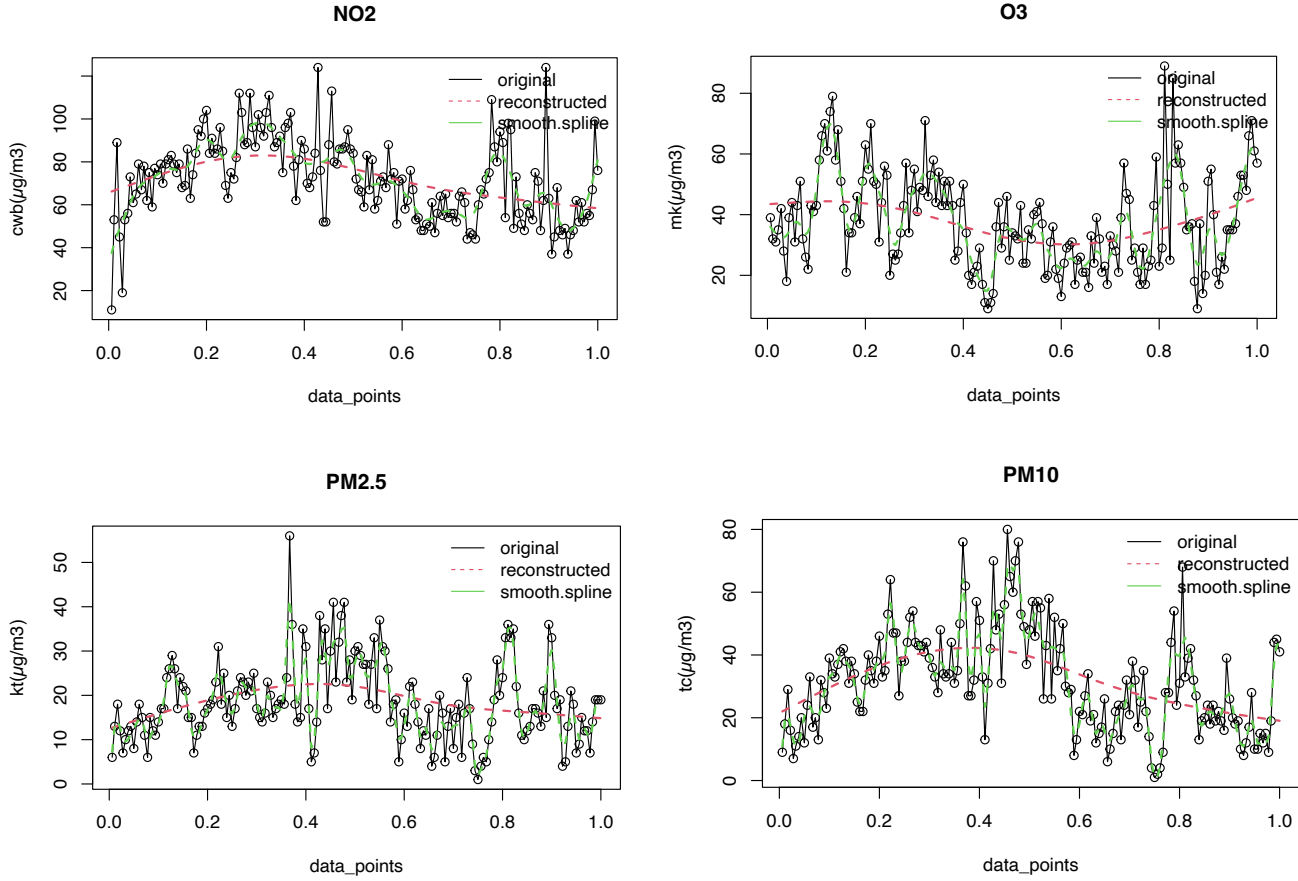 NO2
cwb(µg/m3)
100
80
60
40
20
original
reconstructed
smooth.spline
0.0 0.2 0.4 0.6 0.8 1.0
data_points
O3
mk(µg/m3)
80
60
40
20
original
reconstructed
smooth.spline
0.0 0.2 0.4 0.6 0.8 1.0
data_points
PM2.5
kt(µg/m3)
50
40
30
20
10
0
original
reconstructed
smooth.spline
0.0 0.2 0.4 0.6 0.8 1.0
data_points
PM10
tc(µg/m3)
80
60
40
20
0
original
reconstructed
smooth.spline
0.0 0.2 0.4 0.6 0.8 1.0
data_points